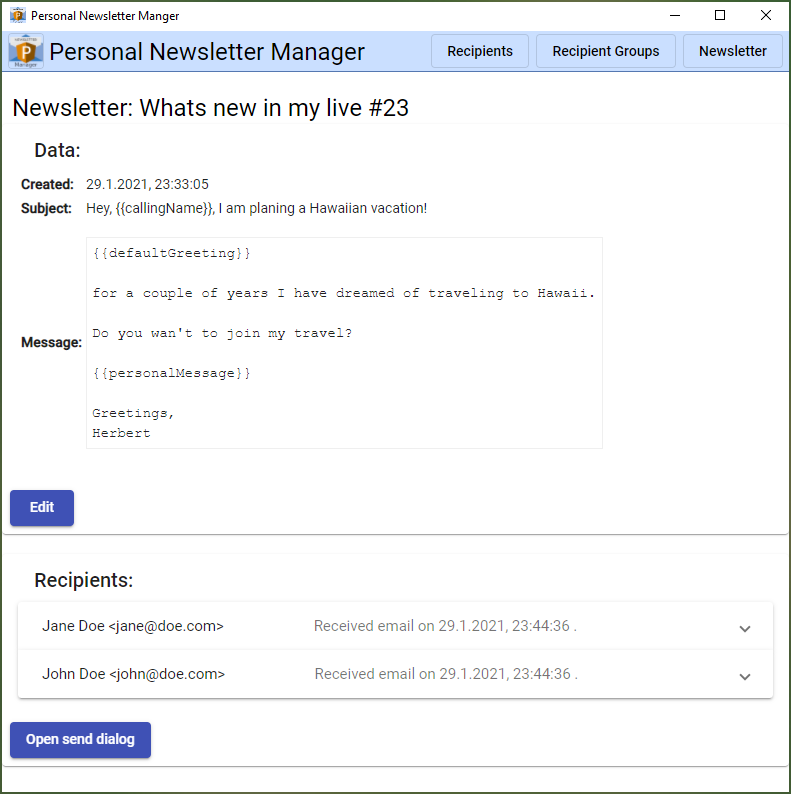 Personal Newsletter Manger
Personal Newsletter Manager
Recipients
Recipient Groups
Newsletter
Newsletter: Whats new in my live #23
Data:
Created: 29.1.2021, 23:33:05
Subject: Hey, {{callingName}}, I am planing a Hawaiian vacation!
{{defaultGreeting}}
for a couple of years I have dreamed of traveling to Hawaii.
Do you wan't to join my travel?
Message:
{{personalMessage}}
Greetings,
Herbert
Edit
Recipients:
Jane Doe <jane@doe.com> Received email on 29.1.2021, 23:44:36 .
John Doe <john@doe.com> Received email on 29.1.2021, 23:44:36 .
Open send dialog